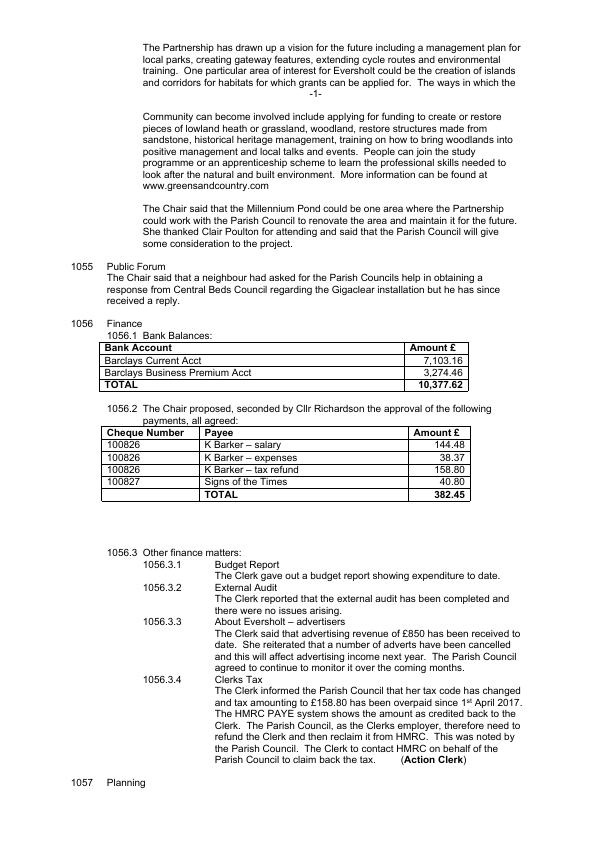 The Partnership has drawn up a vision for the future including a management plan for
local parks, creating gateway features, extending cycle routes and environmental
training.  One particular area of interest for Eversholt could be the creation of islands
and corridors for habitats for which grants can be applied for.  The ways in which the
-1-
Community can become involved include applying for funding to create or restore
pieces of lowland heath or grassland, woodland, restore structures made from
sandstone, historical heritage management, training on how to bring woodlands into
positive management and local talks and events.  People can join the study
programme or an apprenticeship scheme to learn the professional skills needed to
look after the natural and built environment.  More information can be found at
www.greensandcountry.com
The Chair said that the Millennium Pond could be one area where the Partnership
could work with the Parish Council to renovate the area and maintain it for the future.
She thanked Clair Poulton for attending and said that the Parish Council will give
some consideration to the project.
1055 Public Forum
The Chair said that a neighbour had asked for the Parish Councils help in obtaining a
response from Central Beds Council regarding the Gigaclear installation but he has since
received a reply.
1056 Finance
1056.1 Bank Balances:
Bank Account Amount £
Barclays Current Acct 7,103.16
Barclays Business Premium Acct 3,274.46
TOTAL 10,377.62
1056.2 The Chair proposed, seconded by Cllr Richardson the approval of the following
payments, all agreed:
Cheque Number Payee Amount £
100826 K Barker – salary 144.48
100826 K Barker – expenses 38.37
100826 K Barker – tax refund 158.80
100827 Signs of the Times 40.80
TOTAL 382.45
1056.3 Other finance matters:
1056.3.1 Budget Report
The Clerk gave out a budget report showing expenditure to date.
1056.3.2 External Audit
The Clerk reported that the external audit has been completed and
there were no issues arising.
1056.3.3 About Eversholt – advertisers
The Clerk said that advertising revenue of £850 has been received to
date.  She reiterated that a number of adverts have been cancelled
and this will affect advertising income next year.  The Parish Council
agreed to continue to monitor it over the coming months.
1056.3.4 Clerks Tax
The Clerk informed the Parish Council that her tax code has changed
and tax amounting to £158.80 has been overpaid since 1st April 2017.
The HMRC PAYE system shows the amount as credited back to the
Clerk.  The Parish Council, as the Clerks employer, therefore need to
refund the Clerk and then reclaim it from HMRC.  This was noted by
the Parish Council.  The Clerk to contact HMRC on behalf of the
Parish Council to claim back the tax. (Action Clerk)
1057 Planning